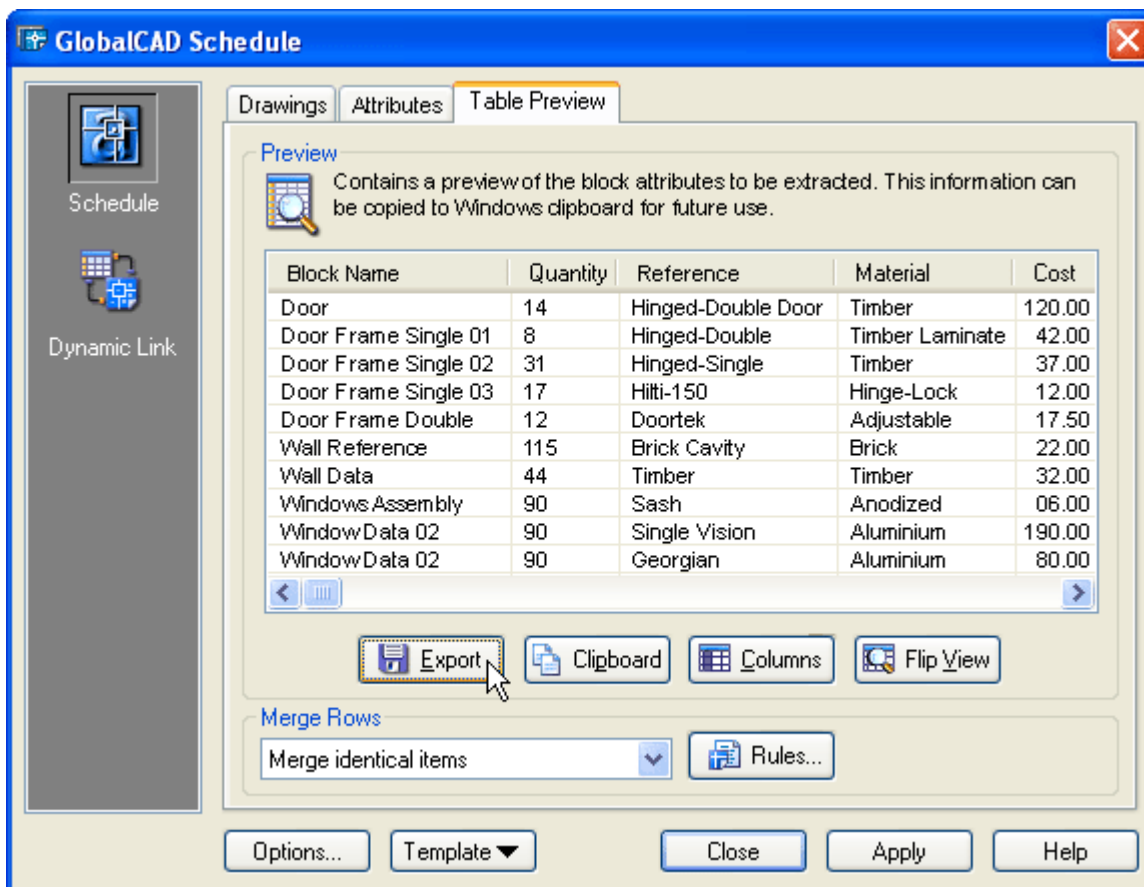 GlobalCAD Schedule
Schedule
Dynamic Link
Drawings Attributes Table Preview
Preview
Contains a preview of the block attributes to be extracted. This information can
be copied to Windows clipboard for future use.
Block Name Quantity Reference Material Cost
Door 14 Hinged-Double Door Timber 120.00
Door Frame Single 01 8 Hinged-Double Timber Laminate 42.00
Door Frame Single 02 31 Hinged-Single Timber 37.00
Door Frame Single 03 17 Hilti-150 Hinge-Lock 12.00
Door Frame Double 12 Doortek Adjustable 17.50
Wall Reference 115 Brick Cavity Brick 22.00
Wall Data 44 Timber Timber 32.00
Windows Assembly 90 Sash Anodized 06.00
Window Data 02 90 Single Vision Aluminium 190.00
Window Data 02 90 Georgian Aluminium 80.00
Export Clipboard Columns Flip View
Merge Rows
Merge identical items Rules...
Options... Template Close Apply Help